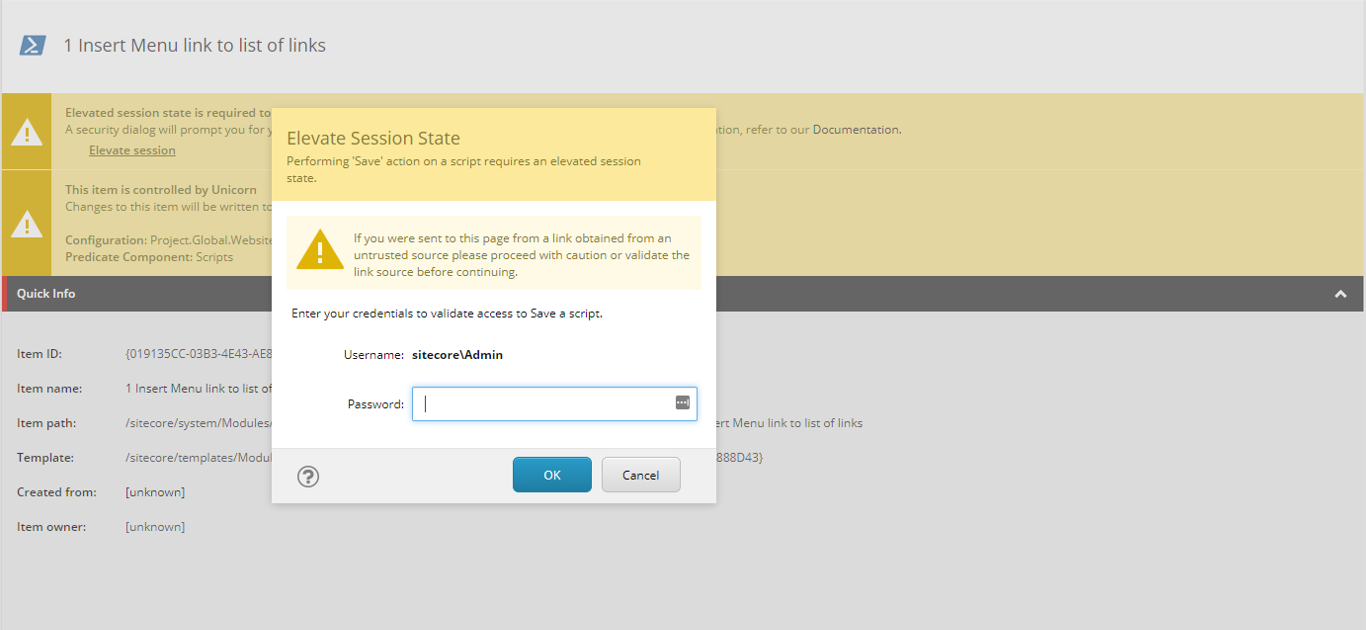 1 Insert Menu link to list of links
Elevated session state is required to
A security dialog will prompt you for
tion, refer to our Documentation.
Elevate session
This item is controlled by Unicorn
Changes to this item will be written to
Configuration: Project.Global.Website
Predicate Component: Scripts
Elevate Session State
Performing 'Save' action on a script requires an elevated session
state.
If you were sent to this page from a link obtained from an
untrusted source please proceed with caution or validate the
link source before continuing.
Enter your credentials to validate access to Save a script.
Username: sitecore\Admin
Password:
OK
Cancel
Quick Info
Item ID: {019135CC-03B3-4E43-AE8
Item name: 1 Insert Menu link to list of
Item path: /sitecore/system/Modules/
ert Menu link to list of links
Template: /sitecore/templates/Modul
888D43}
Created from: [unknown]
Item owner: [unknown]